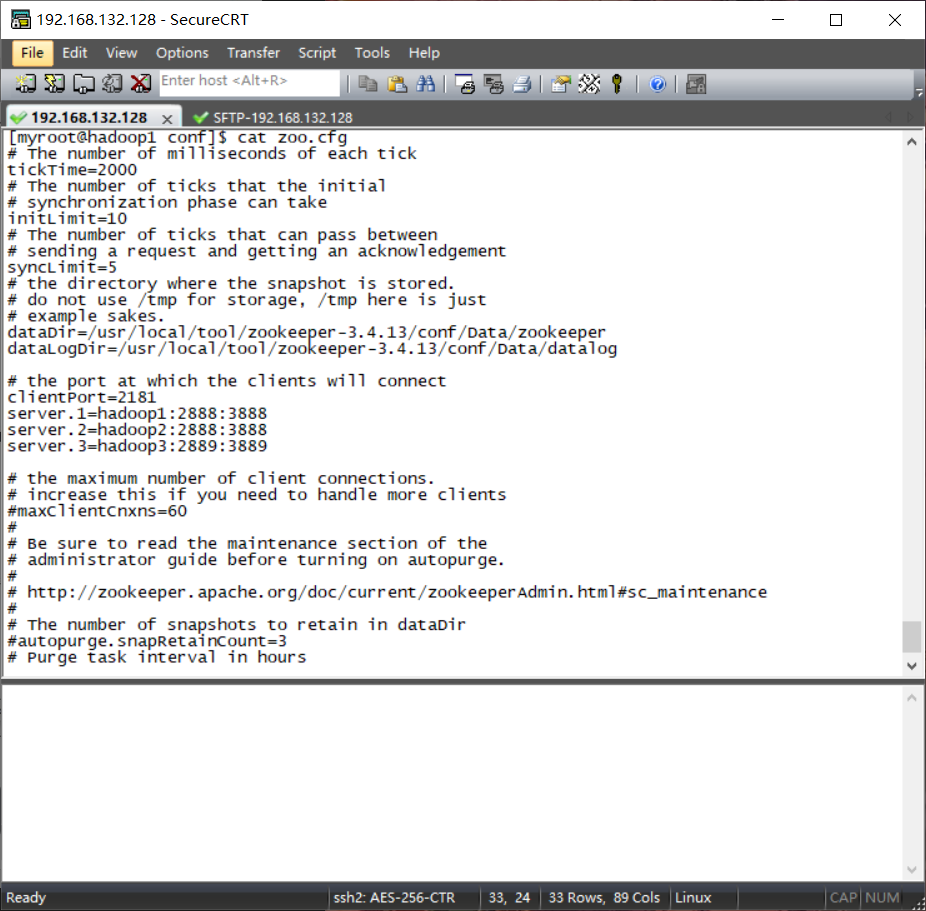 192.168.132.128 - SecureCRT
File Edit View Options Transfer Script Tools Help
Enter host <Alt+R>
192.168.132.128 SFTP-192.168.132.128
[myroot@hadoop1 conf]$ cat zoo.cfg
# The number of milliseconds of each tick
tickTime=2000
# The number of ticks that the initial
# synchronization phase can take
initLimit=10
# The number of ticks that can pass between
# sending a request and getting an acknowledgement
syncLimit=5
# the directory where the snapshot is stored.
# do not use /tmp for storage, /tmp here is just
# example sakes.
dataDir=/usr/local/tool/zookeeper-3.4.13/conf/Data/zookeeper
dataLogDir=/usr/local/tool/zookeeper-3.4.13/conf/Data/datalog
# the port at which the clients will connect
clientPort=2181
server.1=hadoop1:2888:3888
server.2=hadoop2:2888:3888
server.3=hadoop3:2889:3889
# the maximum number of client connections.
# increase this if you need to handle more clients
#maxClientCnxns=60
#
# Be sure to read the maintenance section of the
# administrator guide before turning on autopurge.
#
# http://zookeeper.apache.org/doc/current/zookeeperAdmin.html#sc_maintenance
#
# The number of snapshots to retain in dataDir
#autopurge.snapRetainCount=3
# Purge task interval in hours
Ready ssh2: AES-256-CTR 33, 24 33 Rows, 89 Cols Linux CAP NUM